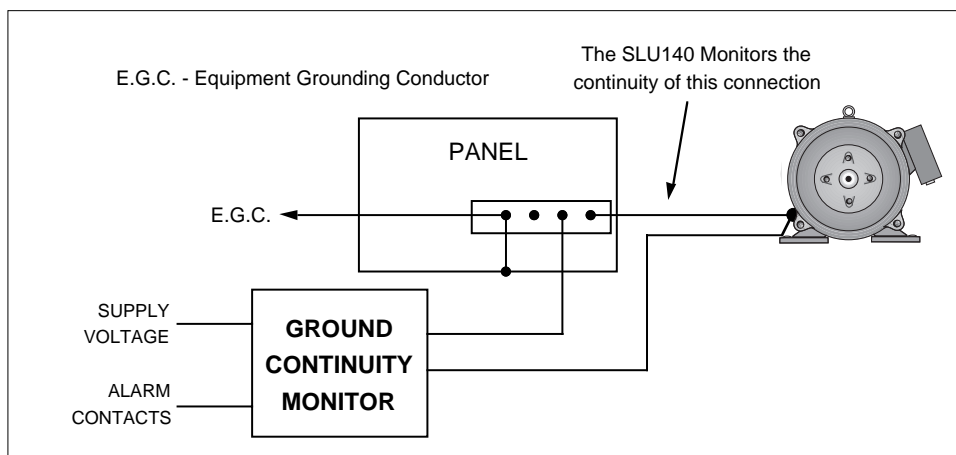 The SLU140 Monitors the
continuity of this connection
E.G.C. - Equipment Grounding Conductor
PANEL
E.G.C.
SUPPLY
VOLTAGE
GROUND
CONTINUITY
MONITOR
ALARM
CONTACTS